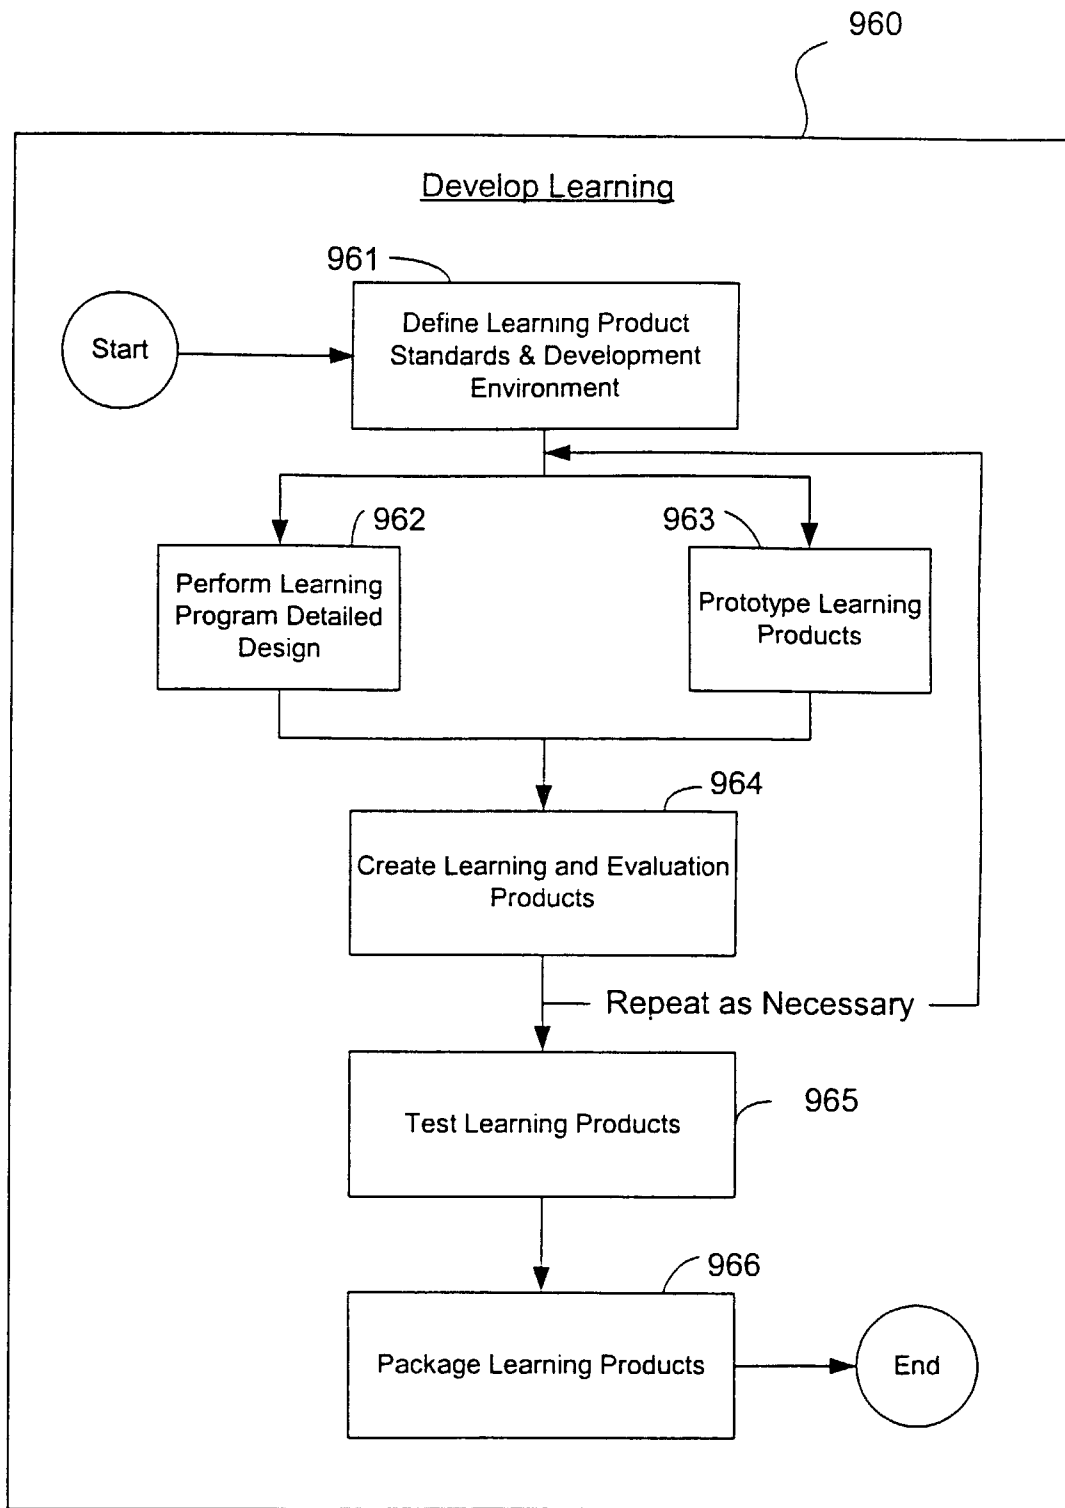 960
Develop Learning
961
Start
Define Learning Product
Standards & Development
Environment
962
963
Perform Learning
Program Detailed
Design
Prototype Learning
Products
964
Create Learning and Evaluation
Products
Repeat as Necessary
965
Test Learning Products
966
Package Learning Products
End